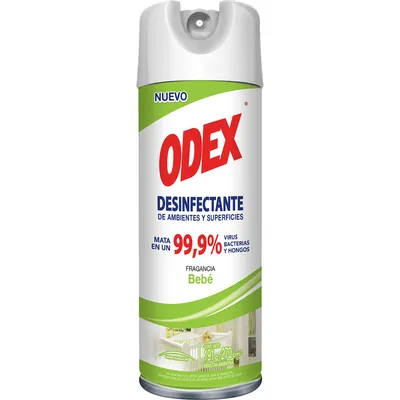 NUEVO
ODEX
®
DESINFECTANTE
DE AMBIENTES Y SUPERFICIES
MATA
EN UN
99,9%
VIRUS
BACTERIAS
Y HONGOS
FRAGANCIA
Bebé